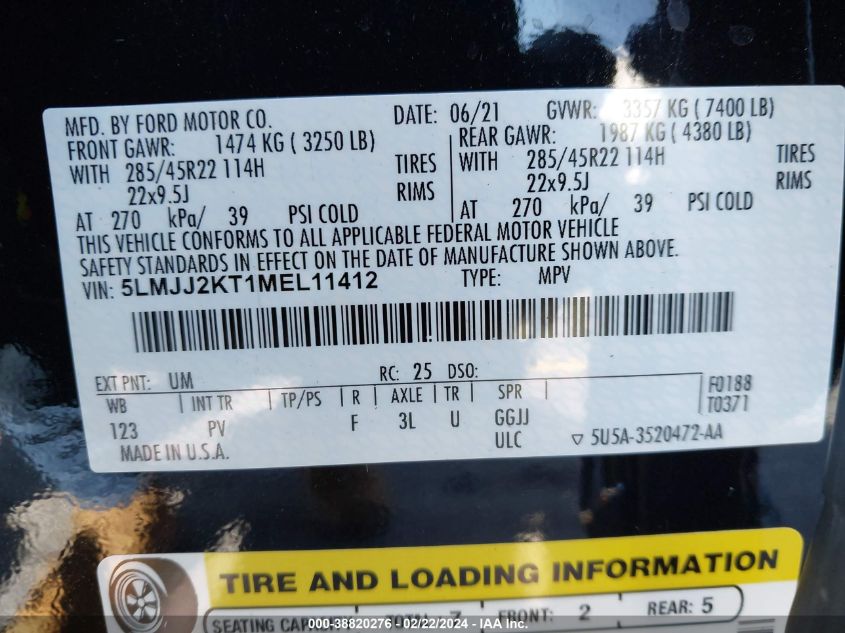 MFD. BY FORD MOTOR CO. DATE: 06/21 GVWR: 3357 KG ( 7400 LB)
FRONT GAWR: 1474 KG ( 3250 LB) REAR GAWR: 1987 KG ( 4380 LB)
WITH 285/45R22 114H TIRES WITH 285/45R22 114H TIRES
22x9.5J RIMS 22x9.5J RIMS
AT 270 kPa/ 39 PSI COLD AT 270 kPa/ 39 PSI COLD
THIS VEHICLE CONFORMS TO ALL APPLICABLE FEDERAL MOTOR VEHICLE
SAFETY STANDARDS IN EFFECT ON THE DATE OF MANUFACTURE SHOWN ABOVE.
VIN: 5LMJJ2KT1MEL11412 TYPE: MPV
EXT PNT: UM RC: 25 DSO:
WB INT TR TP/PS R AXLE TR SPR F0188
T0371
123 PV F 3L U GGJJ
ULC
MADE IN U.S.A. 5U5A-3520472-AA
TIRE AND LOADING INFORMATION
SEATING CAPACITY TOTAL 7 FRONT: 2 REAR: 5
000-38820276 - 02/22/2024 - IAA Inc.